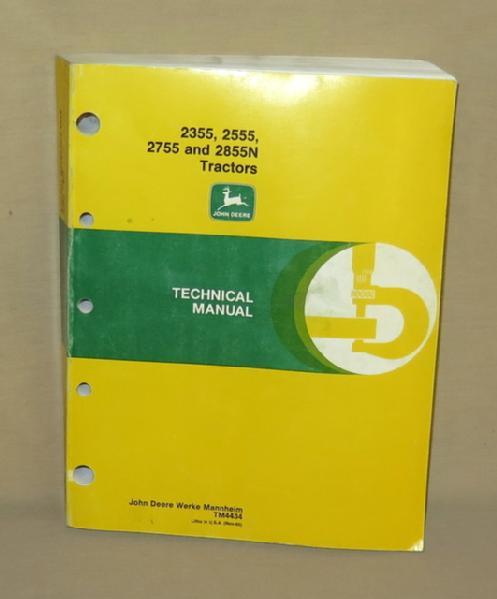 2355, 2555,
2755 and 2855N
Tractors
JOHN DEERE
TECHNICAL
MANUAL
John Deere Werke Mannheim
TM4434